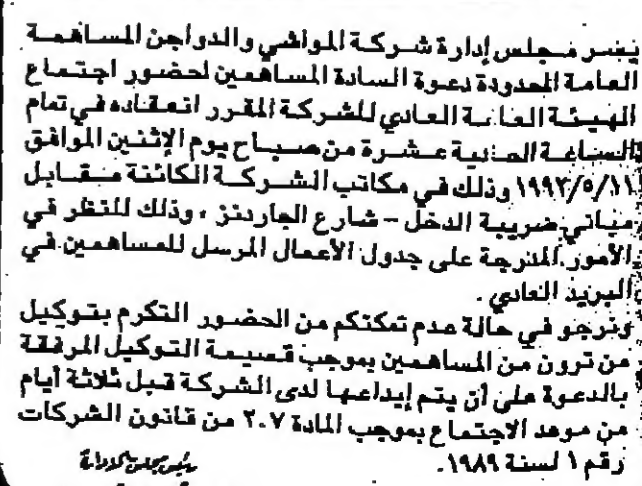 يسر مجلس إدارة شركة المواشي والدواجن المساهمة
العامة المحدودة دعوة السادة المساهمين لحضور اجتماع
الهيئة العامة العادي للشركة المقرر انعقاده في تمام
الساعة الحادية عشرة من صباح يوم الإثنين الموافق
١٩٩٢/٥/١١ وذلك في مكاتب الشركة الكائنة مقابل
مباني ضريبة الدخل - شارع الجاردنز ، وذلك للنظر في
الأمور المدرجة على جدول الأعمال المرسل للمساهمين في
البريد العادي .
ونرجو في حالة عدم تمكنكم من الحضور التكرم بتوكيل
من ترون من المساهمين بموجب قسيمة التوكيل المرفقة
بالدعوة على أن يتم إيداعها لدى الشركة قبل ثلاثة أيام
من موعد الاجتماع بموجب المادة ٢٠٧ من قانون الشركات
رقم ١ لسنة ١٩٨٩.
رئيس مجلس الادارة